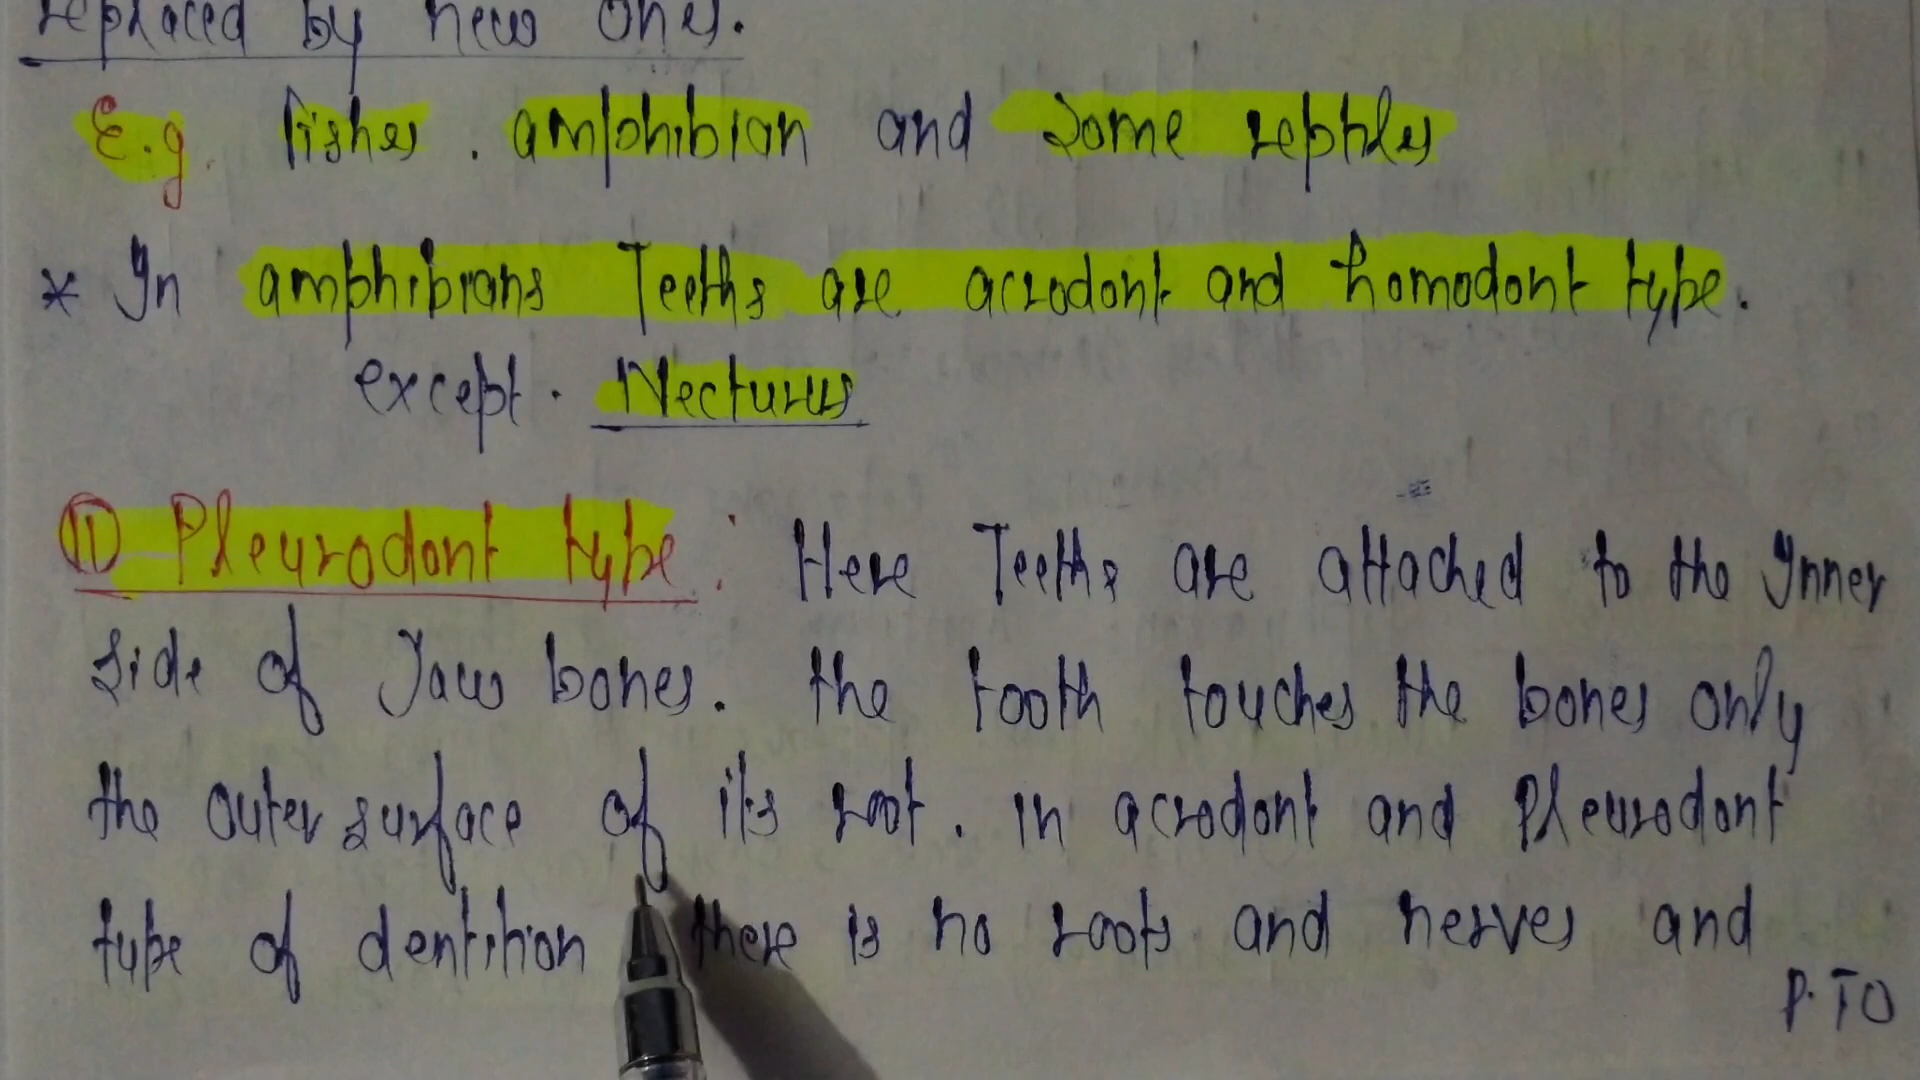 replaced by new ones.
E.g. fishes. amphibian and some reptiles
* In amphibians Teeths are acrodont and homodont type.
except. Necturus
(II) Pleurodont type: Here Teeths are attached to the Inner
side of Jaw bones. the tooth touches the bones only
the outer surface of its root. in acrodont and Pleurodont
type of dentition there is no roots and nerves and
P.TO